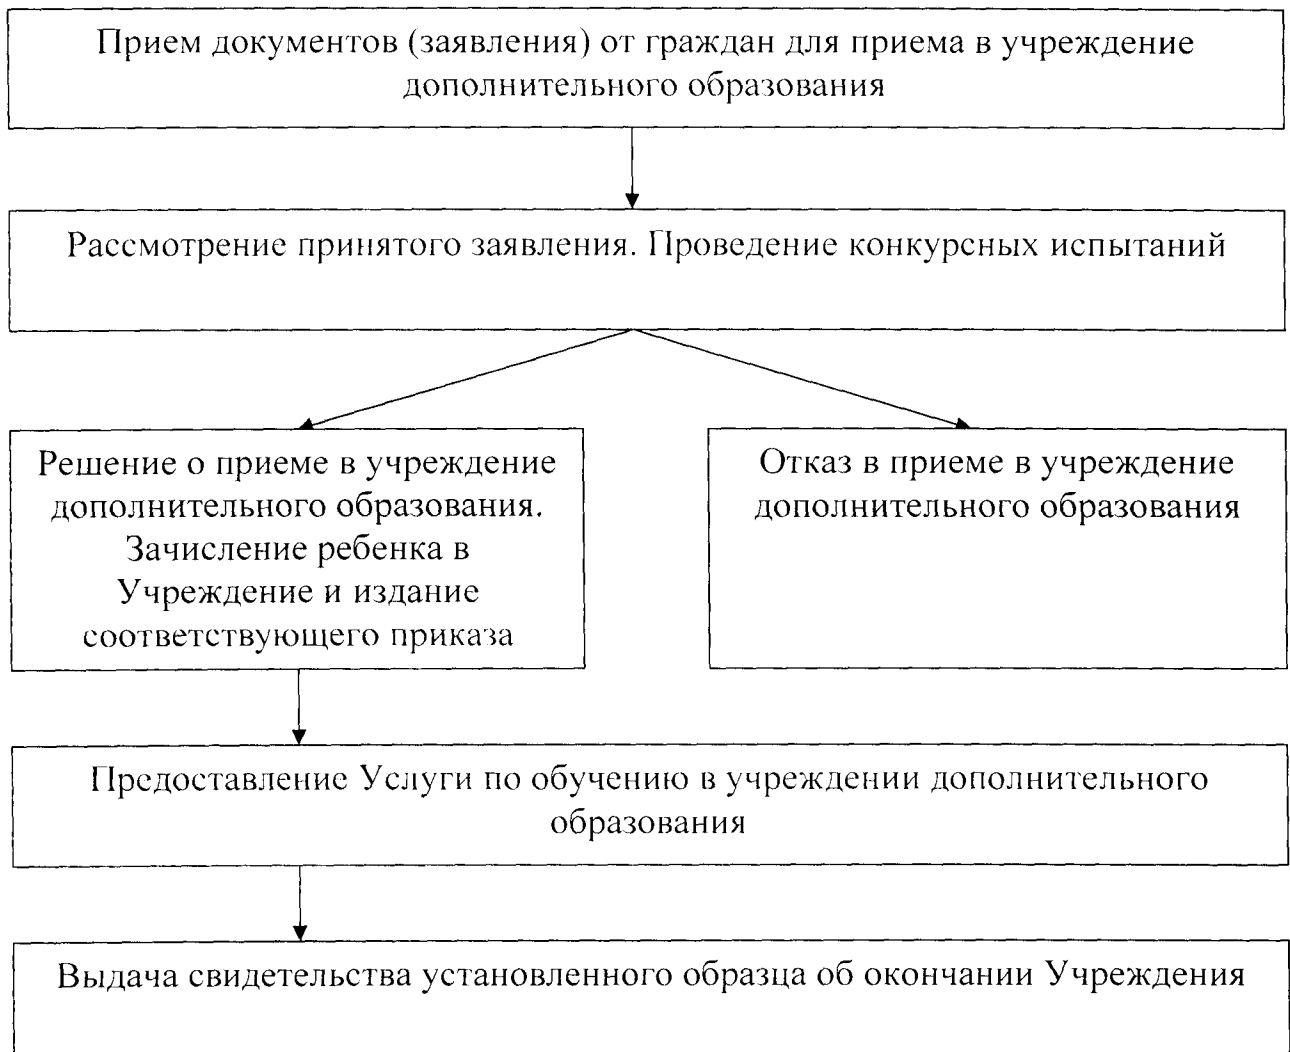 Прием документов (заявления) от граждан для приема в учреждение
дополнительного образования
Рассмотрение принятого заявления. Проведение конкурсных испытаний
Решение о приеме в учреждение
дополнительного образования.
Зачисление ребенка в
Учреждение и издание
соответствующего приказа
Отказ в приеме в учреждение
дополнительного образования
Предоставление Услуги по обучению в учреждении дополнительного
образования
Выдача свидетельства установленного образца об окончании Учреждения